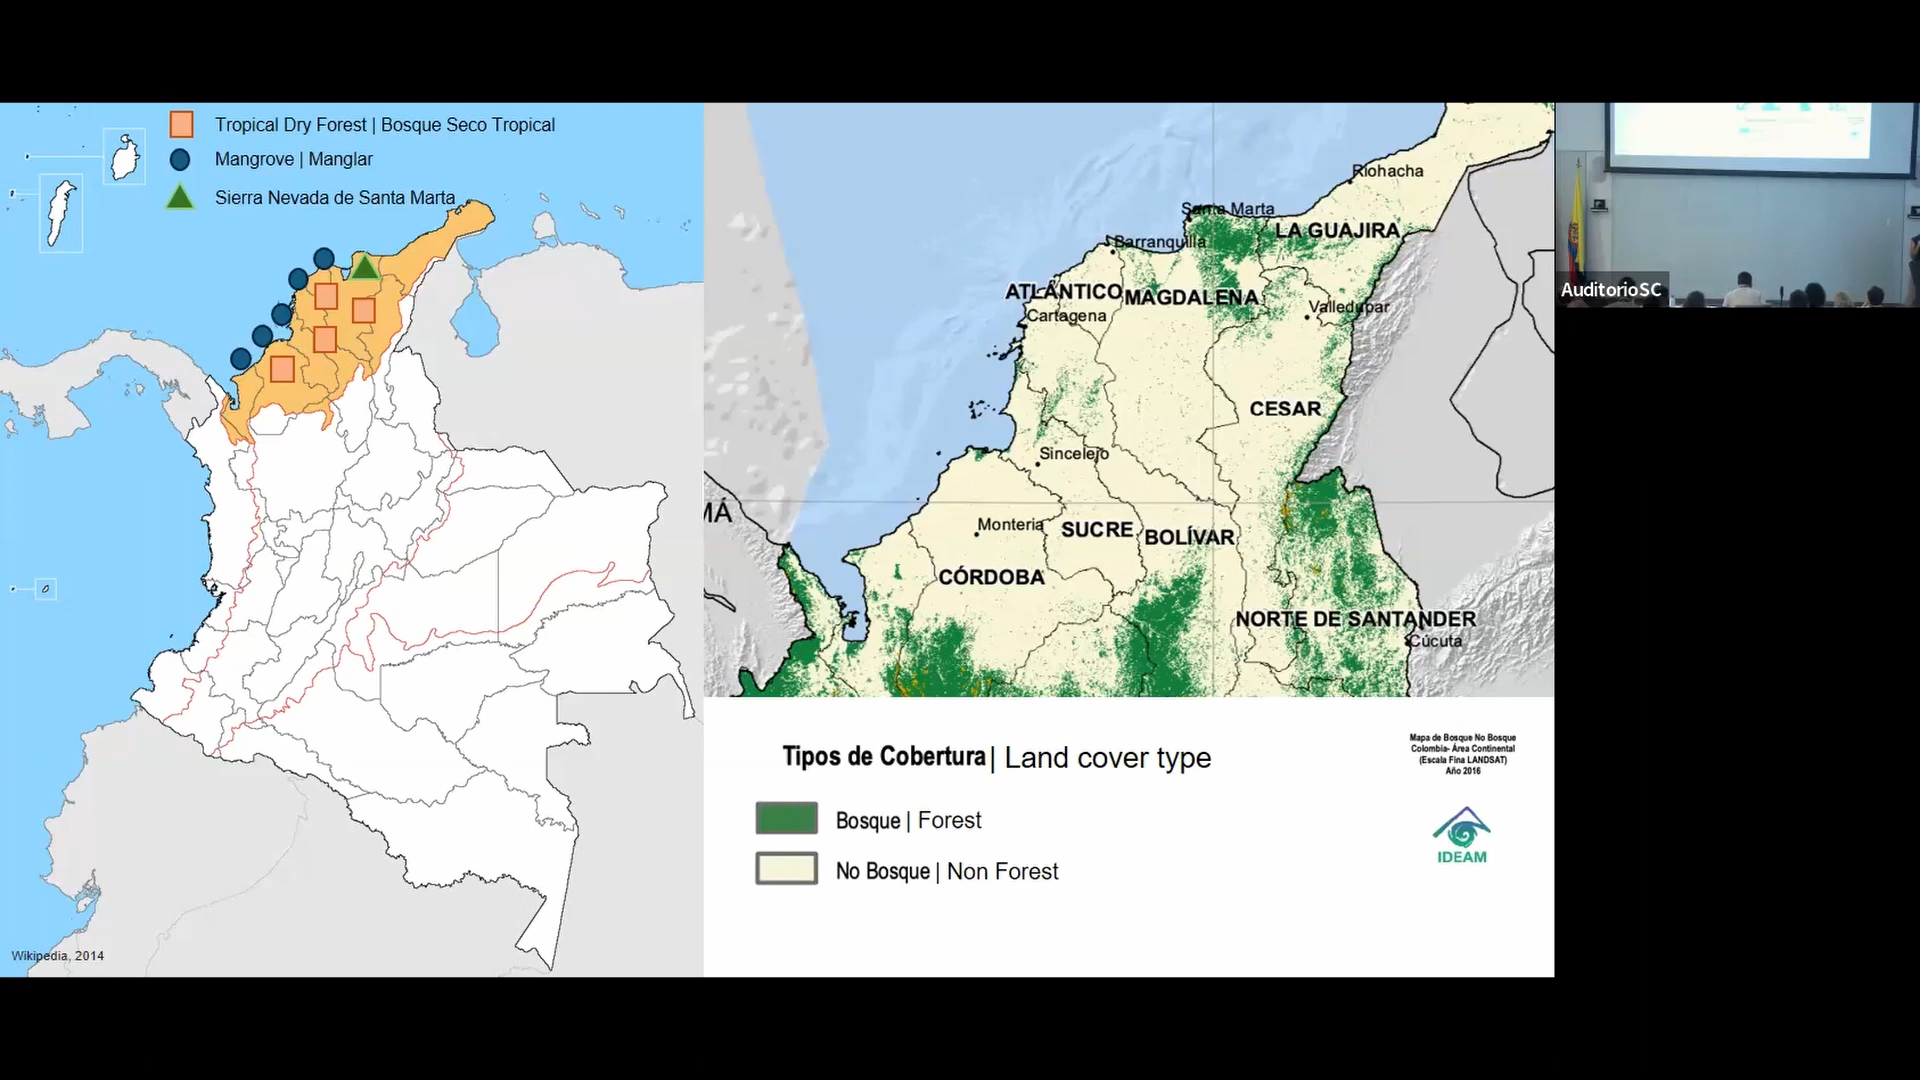 Tropical Dry Forest | Bosque Seco Tropical
Mangrove | Manglar
Sierra Nevada de Santa Marta
Wikipedia, 2014
Riohacha
Santa Marta
LA GUAJIRA
Barranquilla
ATLÁNTICO
MAGDALENA
Cartagena
Valledupar
CESAR
Sincelejo
MÁ
Monteria
SUCRE
BOLÍVAR
CÓRDOBA
NORTE DE SANTANDER
Cúcuta
Tipos de Cobertura | Land cover type
Bosque | Forest
No Bosque | Non Forest
Mapa de Bosque No Bosque
Colombia- Área Continental
(Escala Fina LANDSAT)
Año 2016
IDEAM
AuditorioSC